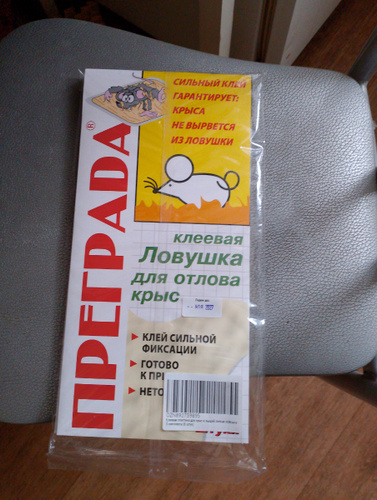 СИЛЬНЫЙ КЛЕЙ
ГАРАНТИРУЕТ:
КРЫСА
НЕ ВЫРВЕТСЯ
ИЗ ЛОВУШКИ
ПРЕГРАДА®
клеевая
Ловушка
для отлова
крыс
КЛЕЙ СИЛЬНОЙ
ФИКСАЦИИ
ГОТОВО
К ПРИ
НЕТО